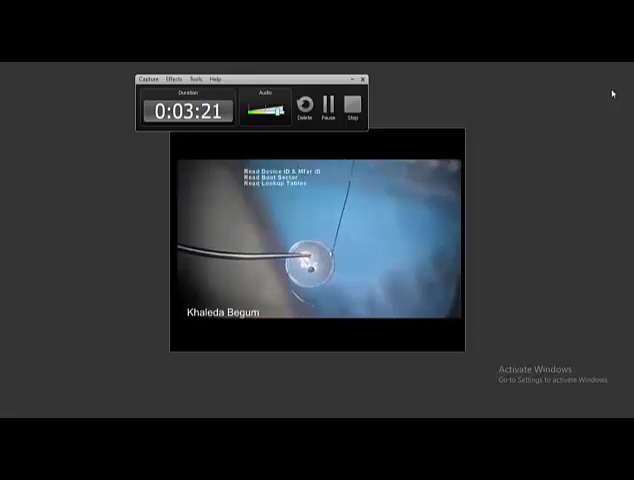 Capture Effects Tools Help
Duration Audio
0:03:21
Delete Pause Stop
Read Device ID & Mfgr ID
Read Boot Sector
Read Lookup Tables
Khaleda Begum
Activate Windows
Go to Settings to activate Windows.